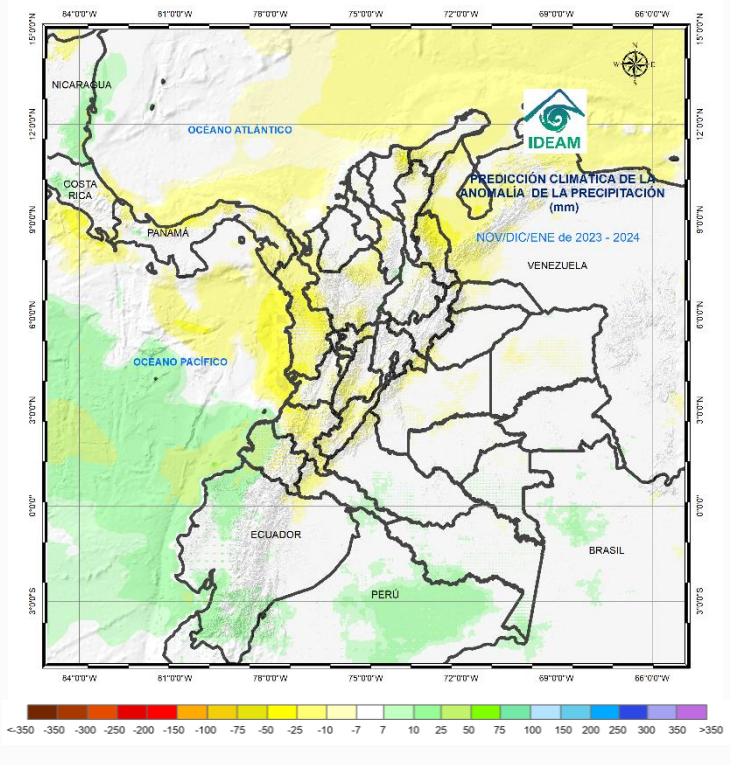 84°0'0"W 81°0'0"W 78°0'0"W 75°0'0"W 72°0'0"W 69°0'0"W 66°0'0"W
15°0'0"N 15°0'0"N
N
W E
S
NICARAGUA
12°0'0"N OCÉANO ATLÁNTICO 12°0'0"N
IDEAM
PREDICCIÓN CLIMÁTICA DE LA
ANOMALÍA DE LA PRECIPITACIÓN
(mm)
COSTA
RICA
9°0'0"N 9°0'0"N
PANAMÁ
NOV/DIC/ENE de 2023 - 2024
VENEZUELA
6°0'0"N 6°0'0"N
OCÉANO PACÍFICO
3°0'0"N 3°0'0"N
0°0'0" 0°0'0"
ECUADOR
BRASIL
PERÚ
3°0'0"S 3°0'0"S
84°0'0"W 81°0'0"W 78°0'0"W 75°0'0"W 72°0'0"W 69°0'0"W 66°0'0"W
<-350 -350 -300 -250 -200 -150 -100 -75 -50 -25 -10 -7 7 10 25 50 75 100 150 200 250 300 350 >350